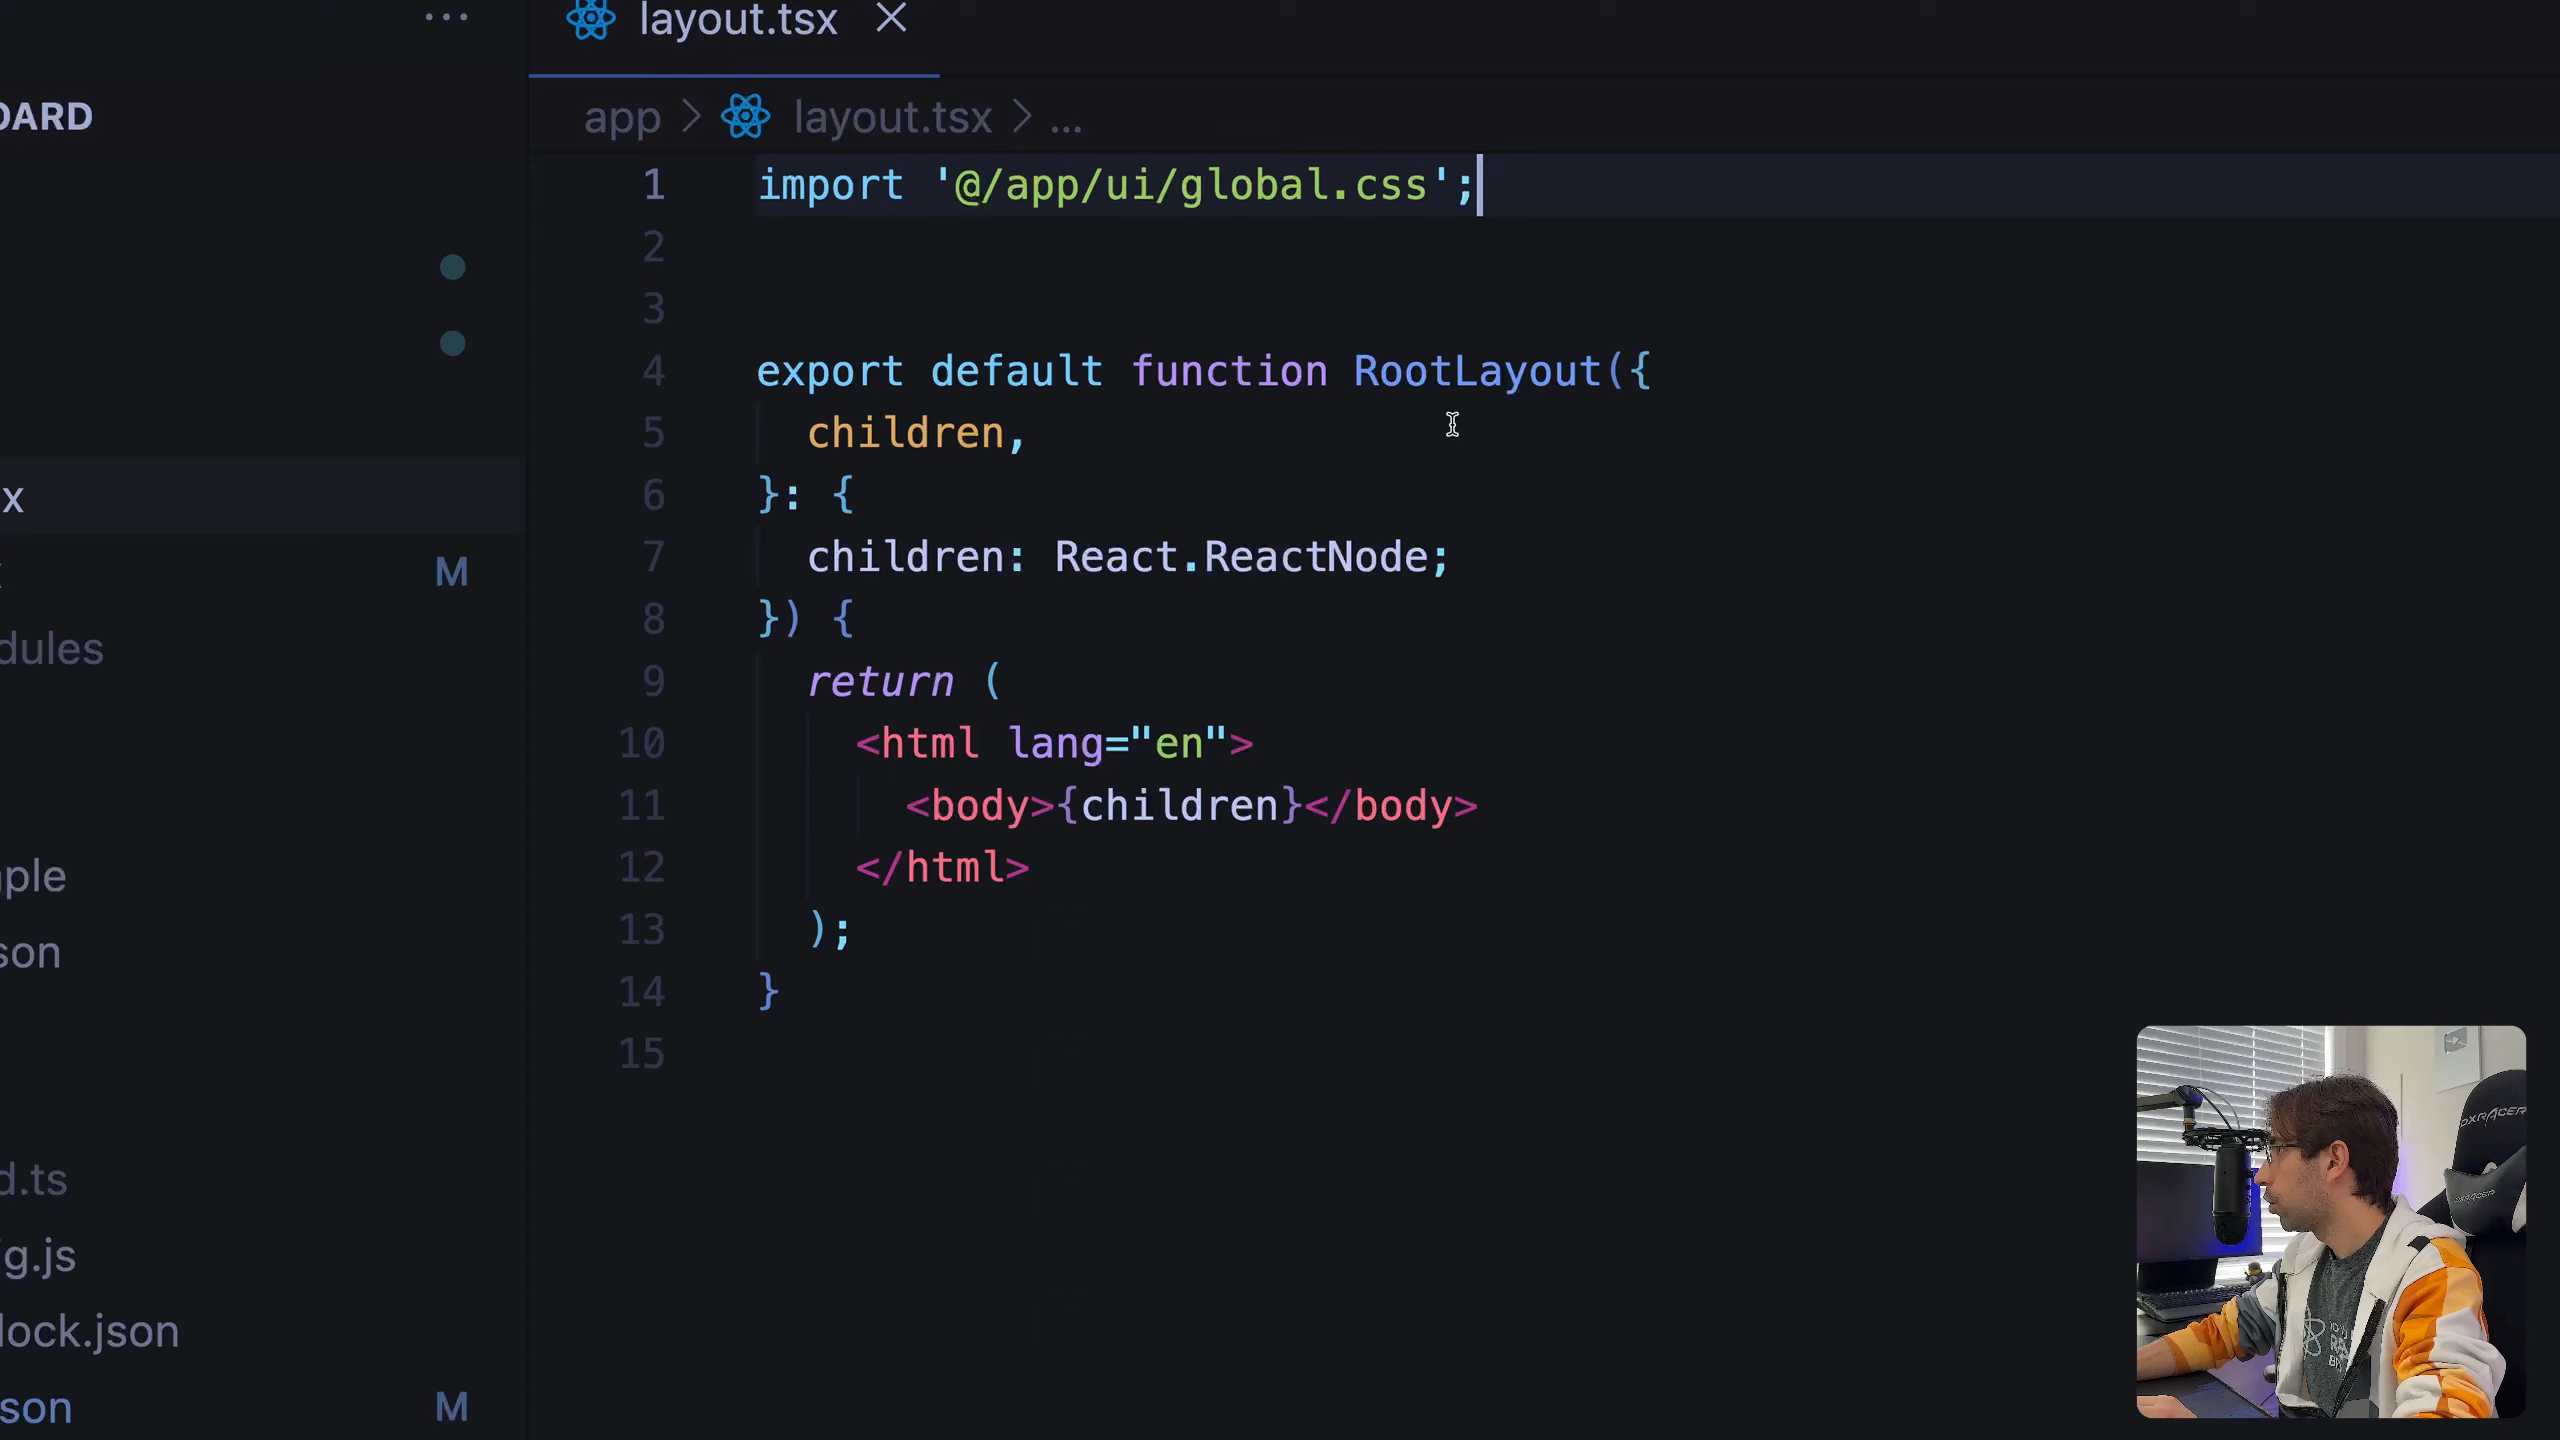 layout.tsx
OARD
app > layout.tsx > ...
1 import '@/app/ui/global.css';
2
3
4 export default function RootLayout({
5 children,
6 }: {
7 children: React.ReactNode;
8 }) {
9 return (
10 <html lang="en">
11 <body>{children}</body>
12 </html>
13 );
14 }
15
x
M
dules
ple
son
d.ts
g.js
lock.json
son
M
DXRACER